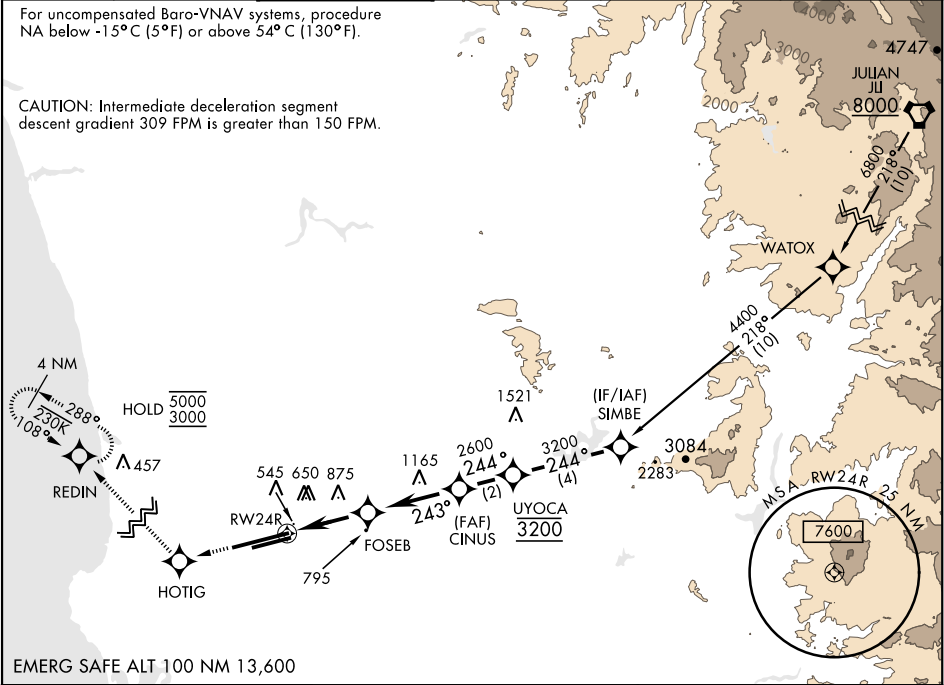 For uncompensated Baro-VNAV systems, procedure
NA below -15°C (5°F) or above 54°C (130°F).
4000
4747
3000
JULIAN
JLI
8000
CAUTION: Intermediate deceleration segment
descent gradient 309 FPM is greater than 150 FPM.
2000
6800
218°
(10)
WATOX
4400
218°
(10)
4 NM
288°
230K
108°
HOLD 5000
3000
1521
(IF/IAF)
SIMBE
457
REDIN
545 650 875
1165
2600
244°
(2)
3200
244°
(4)
3084
2283
RW24R
243°
(FAF)
CINUS
UYOCA
3200
FOSEB
795
HOTIG
MSA RW24R 25 NM
7600
EMERG SAFE ALT 100 NM 13,600